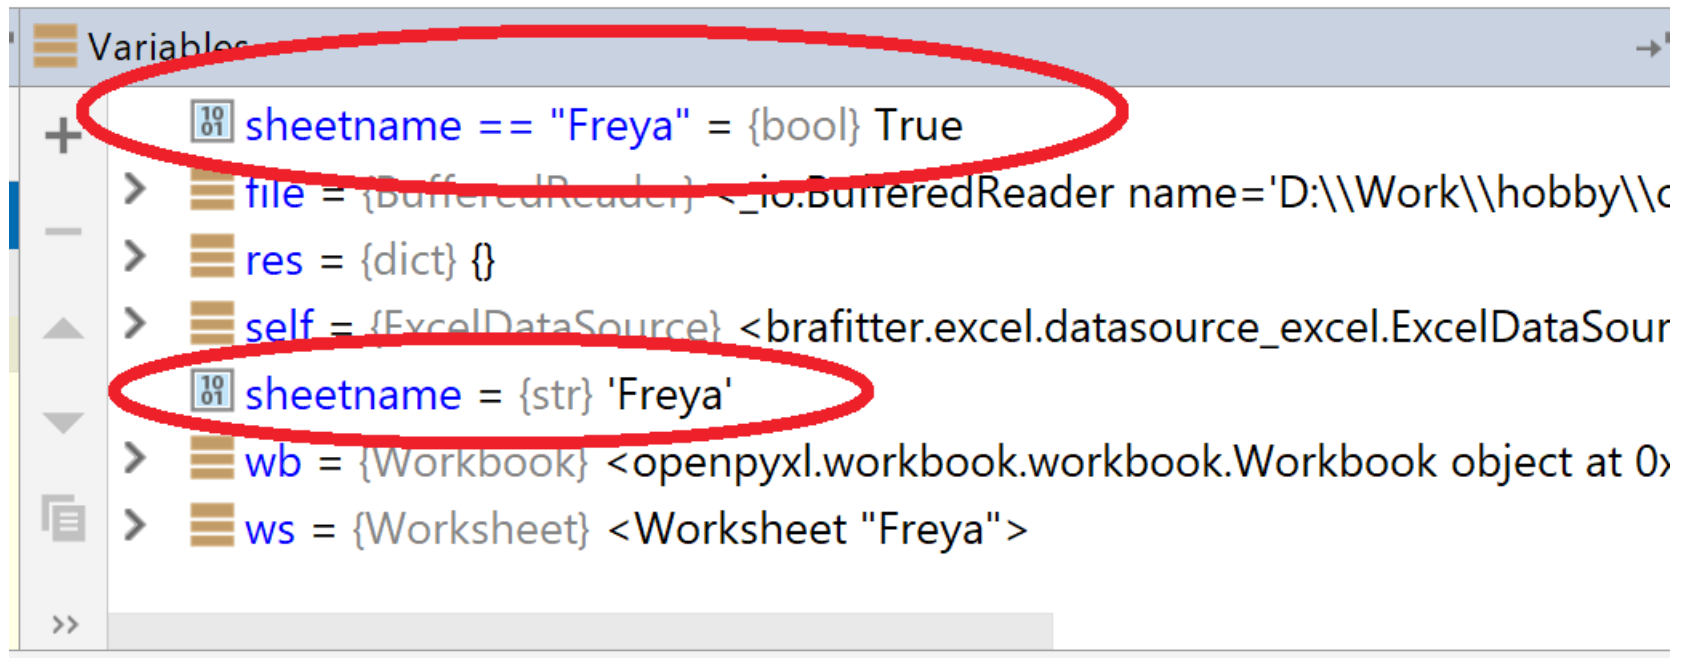 Variables
sheetname == "Freya" = {bool} True
file = {BufferedReader} <_io.BufferedReader name='D:\\Work\\hobby\\c
res = {dict} {}
self = {ExcelDataSource} <brafitter.excel.datasource_excel.ExcelDataSour
sheetname = {str} 'Freya'
wb = {Workbook} <openpyxl.workbook.workbook.Workbook object at 0x
ws = {Worksheet} <Worksheet "Freya">